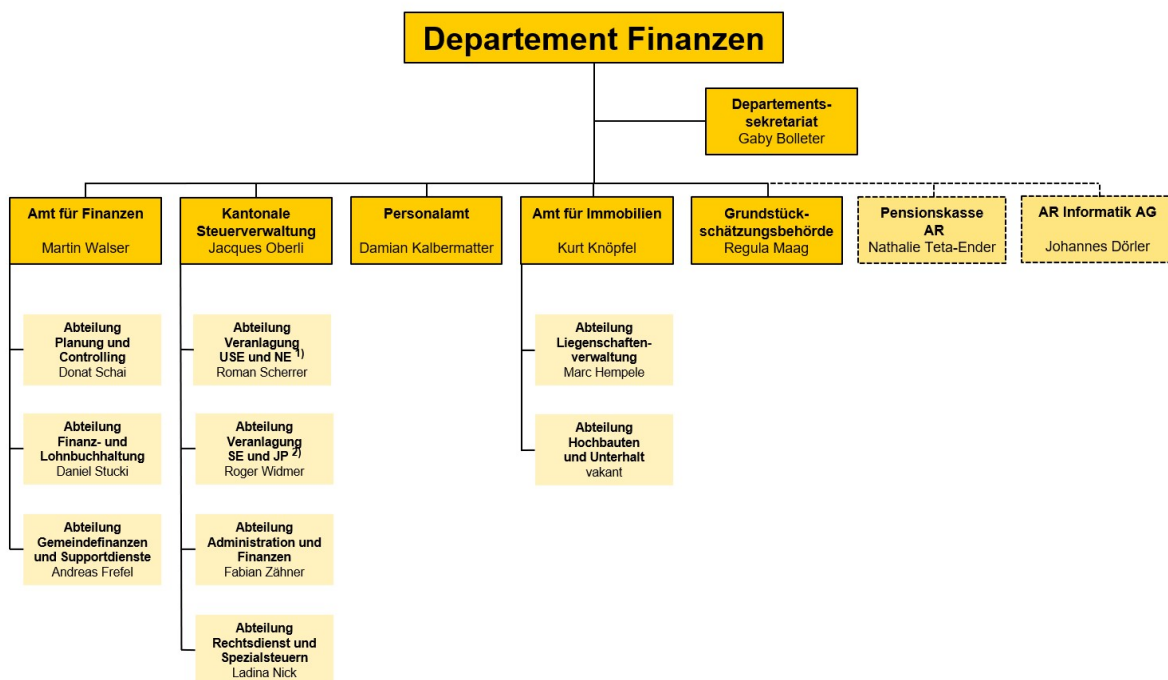 Departement Finanzen
Departements-
sekretariat
Gaby Bolleter
Amt für Finanzen
Martin Walser
Kantonale
Steuerverwaltung
Jacques Oberli
Personalamt
Damian Kalbermatter
Amt für Immobilien
Kurt Knöpfel
Grundstück-
schätzungsbehörde
Regula Maag
Pensionskasse
AR
Nathalie Teta-Ender
AR Informatik AG
Johannes Dörler
Abteilung
Planung und
Controlling
Donat Schai
Abteilung
Finanz- und
Lohnbuchhaltung
Daniel Stucki
Abteilung
Gemeindefinanzen
und Supportdienste
Andreas Frefel
Abteilung
Veranlagung
USE und NE 1)
Roman Scherrer
Abteilung
Veranlagung
SE und JP 2)
Roger Widmer
Abteilung
Administration und
Finanzen
Fabian Zähner
Abteilung
Rechtsdienst und
Spezialsteuern
Ladina Nick
Abteilung
Liegenschaften-
verwaltung
Marc Hempele
Abteilung
Hochbauten
und Unterhalt
vakant